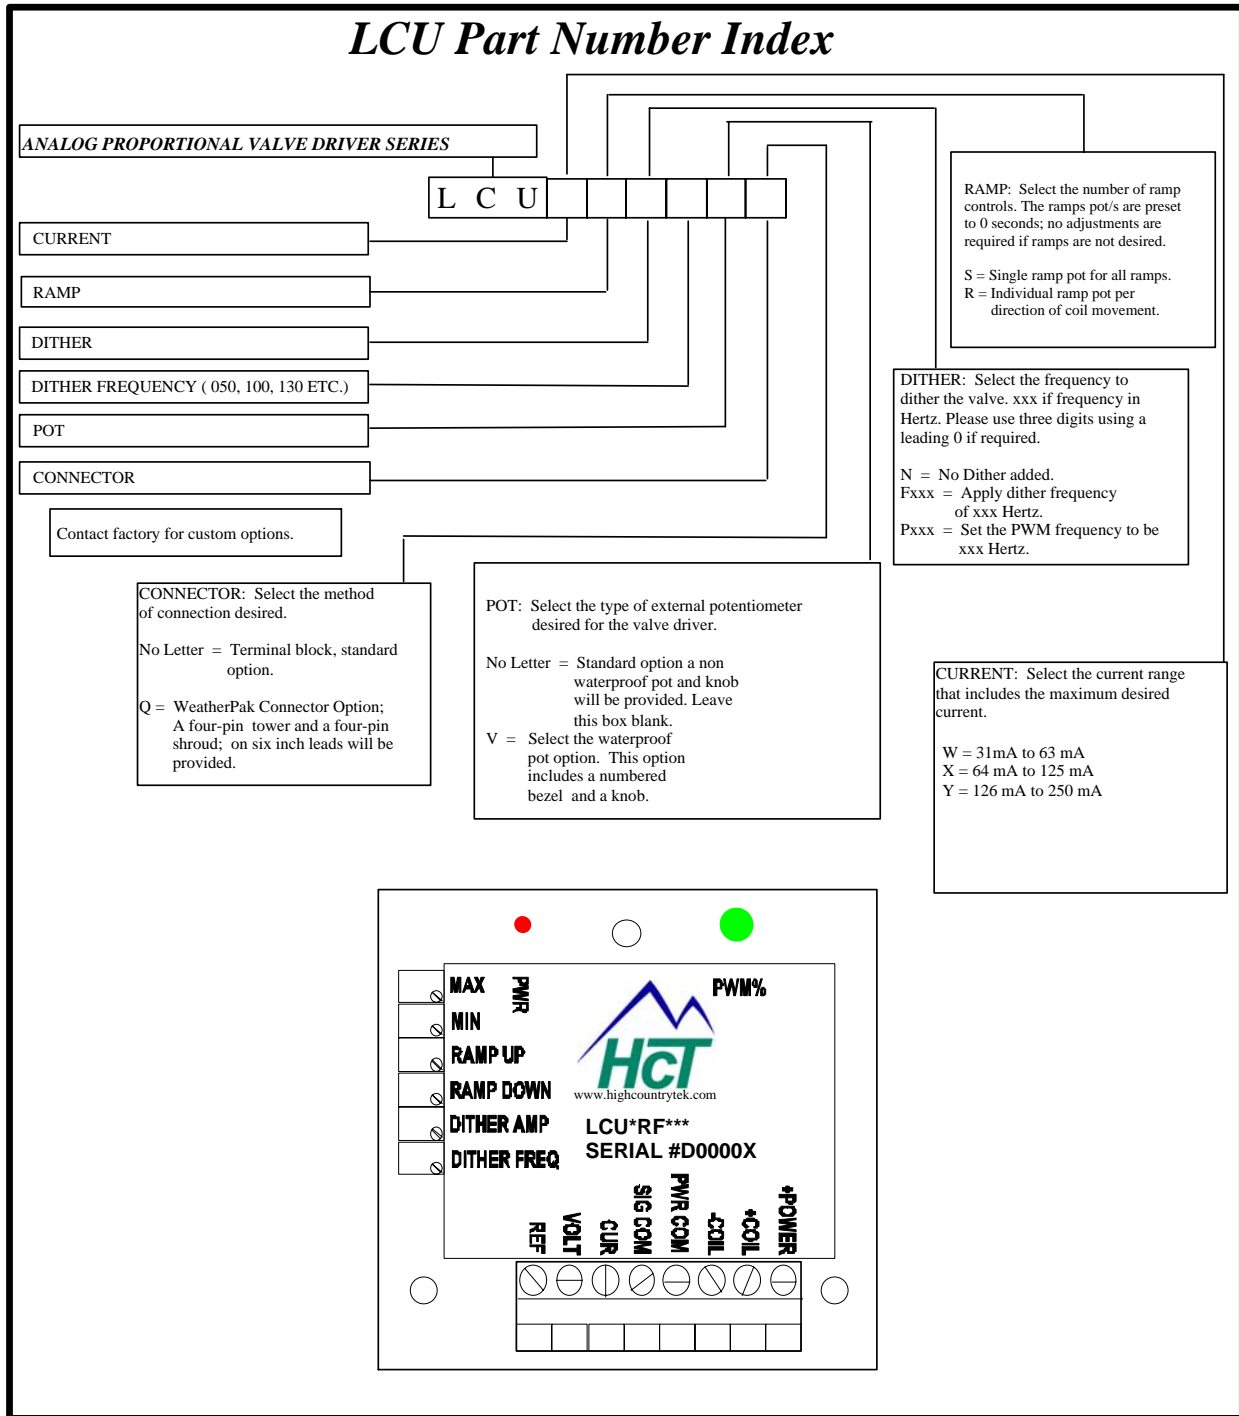 LCU Part Number Index
ANALOG PROPORTIONAL VALVE DRIVER SERIES
L C U
CURRENT
RAMP
DITHER
DITHER FREQUENCY ( 050, 100, 130 ETC.)
POT
CONNECTOR
Contact factory for custom options.
RAMP: Select the number of ramp
controls. The ramps pot/s are preset
to 0 seconds; no adjustments are
required if ramps are not desired.
S = Single ramp pot for all ramps.
R = Individual ramp pot per
direction of coil movement.
DITHER: Select the frequency to
dither the valve. xxx if frequency in
Hertz. Please use three digits using a
leading 0 if required.
N = No Dither added.
Fxxx = Apply dither frequency
of xxx Hertz.
Pxxx = Set the PWM frequency to be
xxx Hertz.
CONNECTOR: Select the method
of connection desired.
No Letter = Terminal block, standard
option.
Q = WeatherPak Connector Option;
A four-pin tower and a four-pin
shroud; on six inch leads will be
provided.
POT: Select the type of external potentiometer
desired for the valve driver.
No Letter = Standard option a non
waterproof pot and knob
will be provided. Leave
this box blank.
V = Select the waterproof
pot option. This option
includes a numbered
bezel and a knob.
CURRENT: Select the current range
that includes the maximum desired
current.
W = 31mA to 63 mA
X = 64 mA to 125 mA
Y = 126 mA to 250 mA
MAX
MIN
RAMP UP
RAMP DOWN
DITHER AMP
DITHER FREQ
PWR
PWM%
HCT
www.highcountrytek.com
LCU*RF***
SERIAL #D0000X
REF
VOLT
CUR
SIG COM
PWR COM
-COIL
+COIL
+POWER